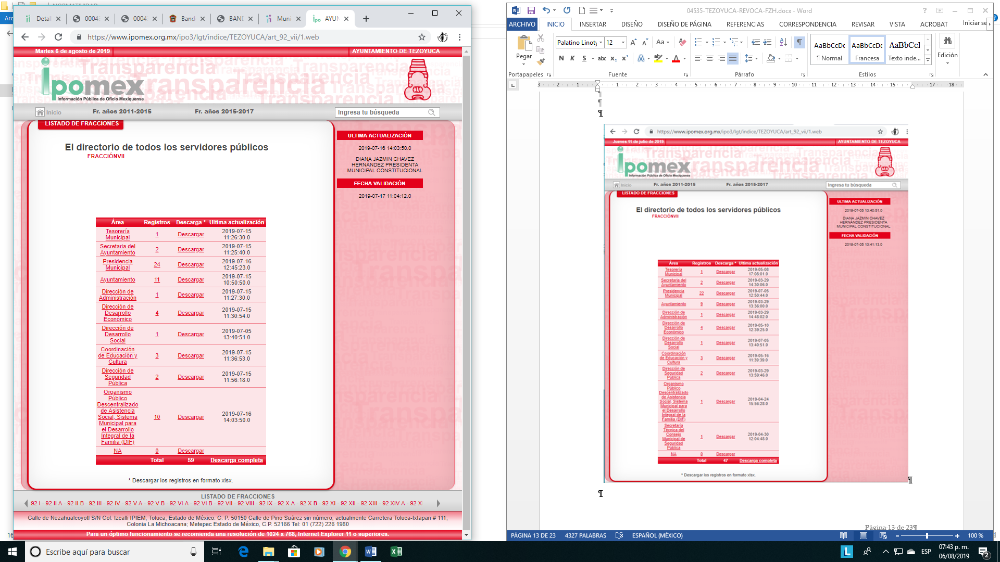 NORMATIVIDAD
Detal
0004
0004
Band
BAND
Muni
AYUN
https://www.ipomex.org.mx/ipo3/lgt/indice/TEZOYUCA/art_92_vii/1.web
Martes 6 de agosto de 2019
AYUNTAMIENTO DE TEZOYUCA
Transparencia
ipomex
Información Pública de Oficio Mexiquense
Inicio
Fr. años 2011-2015
Fr. años 2015-2017
Ingresa tu búsqueda
LISTADO DE FRACCIONES
El directorio de todos los servidores públicos
FRACCIÓNVII
ULTIMA ACTUALIZACIÓN
2019-07-16 14:03:50.0
DIANA JAZMIN CHAVEZ
HERNÁNDEZ PRESIDENTA
MUNICIPAL CONSTITUCIONAL
FECHA VALIDACIÓN
2019-07-17 11:04:12.0
Área Registros Descarga * Ultima actualización
Tesorería Municipal 1 Descargar 2019-07-15 11:26:30.0
Secretaria del Ayuntamiento 2 Descargar 2019-07-15 11:25:40.0
Presidencia Municipal 24 Descargar 2019-07-16 12:45:23.0
Ayuntamiento 11 Descargar 2019-07-15 10:50:50.0
Dirección de Administración 1 Descargar 2019-07-15 11:27:30.0
Dirección de Desarrollo Económico 4 Descargar 2019-07-15 11:30:54.0
Dirección de Desarrollo Social 1 Descargar 2019-07-05 13:40:51.0
Coordinación de Educación y Cultura 3 Descargar 2019-07-15 11:36:53.0
Dirección de Seguridad Pública 2 Descargar 2019-07-15 11:56:18.0
Organismo Público Descentralizado de Asistencia Social, Sistema Municipal para el Desarrollo Integral de la Familia (DIF) 10 Descargar 2019-07-16 14:03:50.0
NA 0 Descargar
Total 59 Descarga completa
* Descargar los registros en formato xlsx.
LISTADO DE FRACCIONES
92 I - 92 II A - 92 II B - 92 III - 92 IV - 92 V A - 92 V B - 92 VI A - 92 VI B - 92 VII - 92 VIII - 92 IX - 92 X A - 92 X B - 92 XI - 92 XII - 92 XIII - 92 XIV A - 92 XI
Calle de Nezahualcoyotl S/N Col. Izcalli IPIEM, Toluca, Estado de México. C. P. 50150 Calle de Pino Suárez sin número, actualmente Carretera Toluca-Ixtapan # 111,
Colonia La Michoacana; Metepec Estado de México, C.P. 52166 Tel: 01 (722) 226 1980
Para un óptimo funcionamiento se recomienda una resolución de 1024 x 768, Internet Explorer 11 o superiores.
04535-TEZOYUCA-REVOCA-FZH.docx - Word
ARCHIVO INICIO INSERTAR DISEÑO DISEÑO DE PÁGINA REFERENCIAS CORRESPONDENCIA REVISAR VISTA ACROBAT Iniciar se
Pegar
Palatino Linoty 12
Aa
N K S abc x₂ x²
AaBbCcDc AaBbCcDc AaBbCcI
¶ Normal Francesa Texto inde...
Edición
Portapapeles Fuente Párrafo Estilos
3 2 1 1 2 3 4 5 6 7 8 9 10 11 12 13 14 15 17 18
https://www.ipomex.org.mx/ipo3/lgt/indice/TEZOYUCA/art_92_vii/1.web
Jueves 11 de julio de 2019
AYUNTAMIENTO DE TEZOYUCA
Transparencia
ipomex
Información Pública de Oficio Mexiquense
Inicio
Fr. años 2011-2015
Fr. años 2015-2017
Ingresa tu búsqueda
LISTADO DE FRACCIONES
El directorio de todos los servidores públicos
FRACCIÓNVII
ULTIMA ACTUALIZACIÓN
2019-07-05 13:40:51.0
DIANA JAZMIN CHAVEZ
HERNÁNDEZ PRESIDENTA
MUNICIPAL CONSTITUCIONAL
FECHA VALIDACIÓN
2019-07-05 13:41:13.0
Área Registros Descarga * Ultima actualización
Tesorería Municipal 1 Descargar 2019-05-08 17:08:01.0
Secretaria del Ayuntamiento 2 Descargar 2019-03-29 14:30:06.0
Presidencia Municipal 22 Descargar 2019-07-05 12:50:44.0
Ayuntamiento 9 Descargar 2019-03-29 13:36:00.0
Dirección de Administración 1 Descargar 2019-03-29 14:48:02.0
Dirección de Desarrollo Económico 4 Descargar 2019-05-10 12:39:25.0
Dirección de Desarrollo Social 1 Descargar 2019-07-05 13:40:51.0
Coordinación de Educación y Cultura 3 Descargar 2019-05-16 11:39:39.0
Dirección de Seguridad Pública 2 Descargar 2019-03-29 13:59:46.0
Organismo Público Descentralizado de Asistencia Social, Sistema Municipal para el Desarrollo Integral de la Familia (DIF) 1 Descargar 2019-04-24 15:56:28.0
Secretaría Técnica del Consejo Municipal de Seguridad Pública 1 Descargar 2019-04-30 12:04:48.0
NA 0 Descargar
Total 47 Descarga completa
* Descargar los registros en formato xlsx.
Página 13 de 23¶
PÁGINA 13 DE 23 4327 PALABRAS ESPAÑOL (MÉXICO) 100 %
Escribe aquí para buscar
ESP
07:43 p. m.
06/08/2019
2